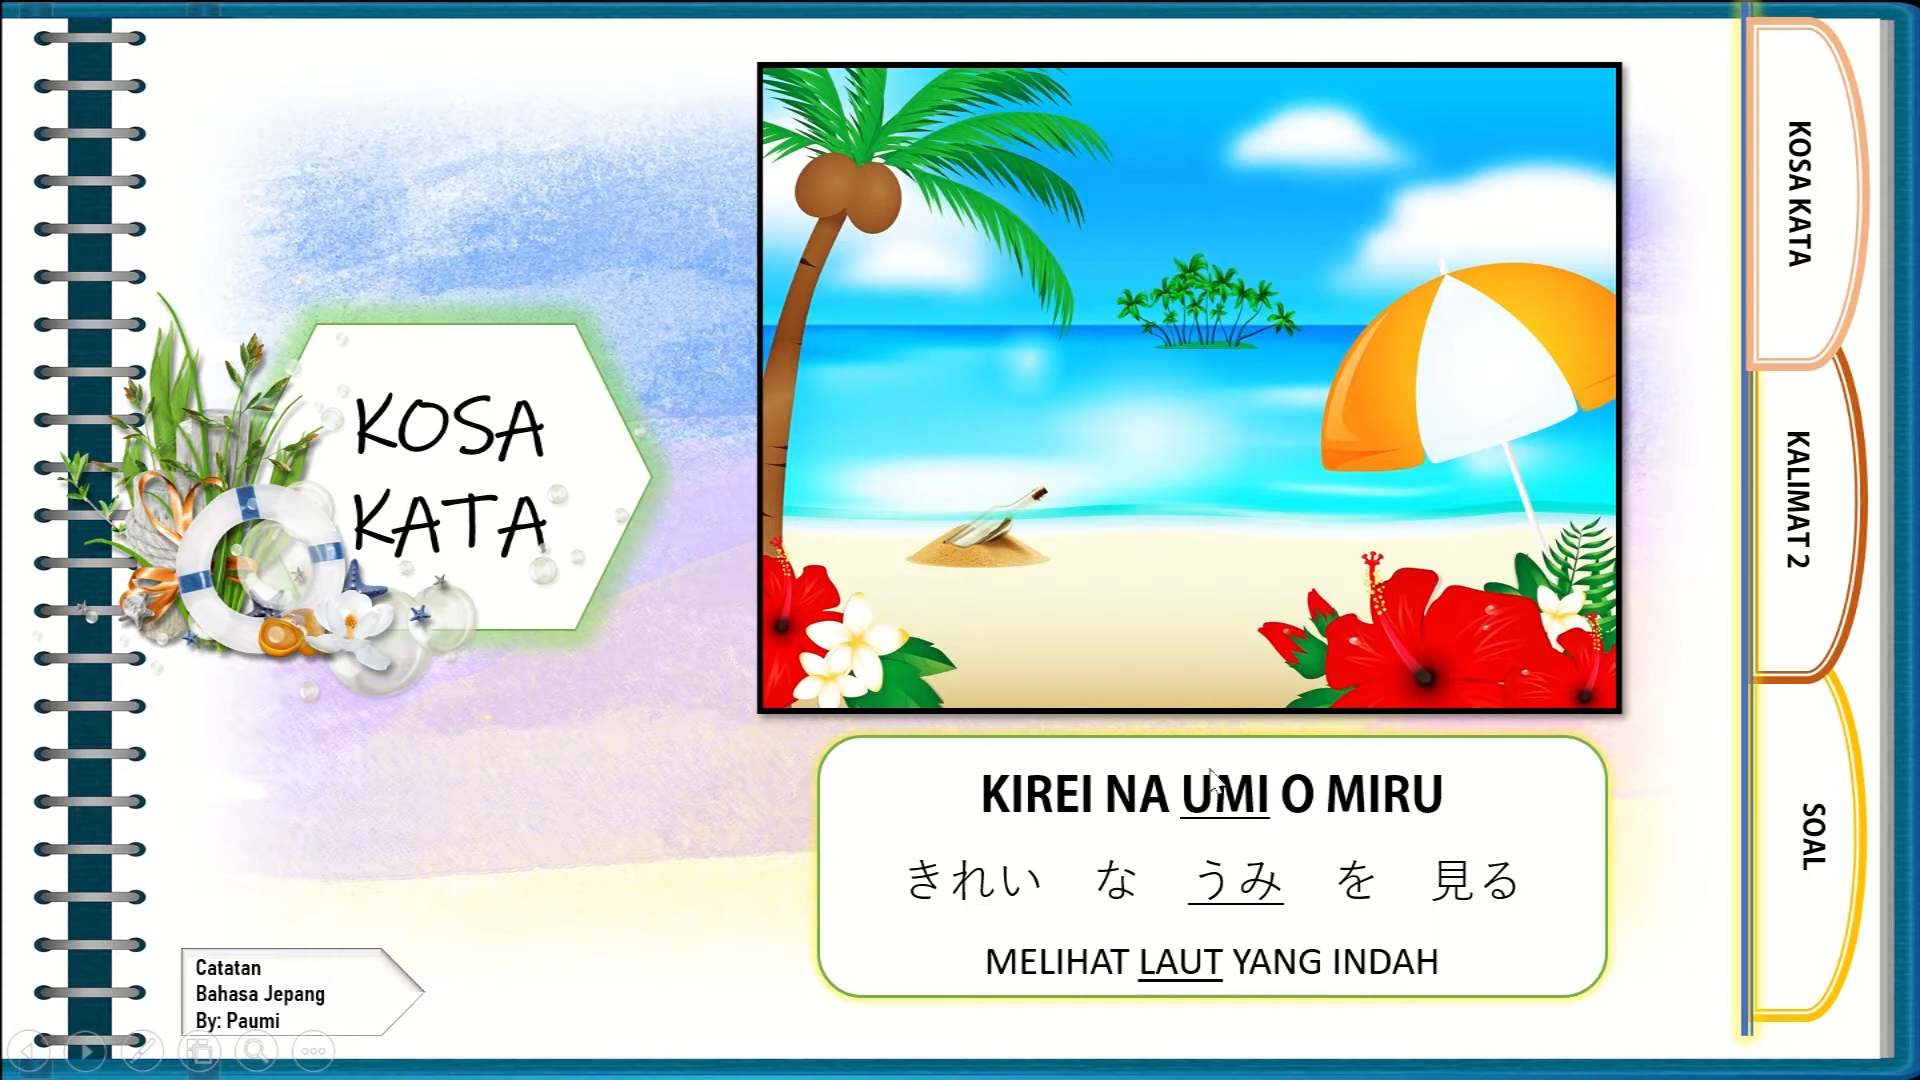 KOSA
KATA
KIREI NA UMI O MIRU
きれい な うみ を 見る
MELIHAT LAUT YANG INDAH
Catatan
Bahasa Jepang
By: Paumi
KOSA KATA
KALIMAT 2
SOAL